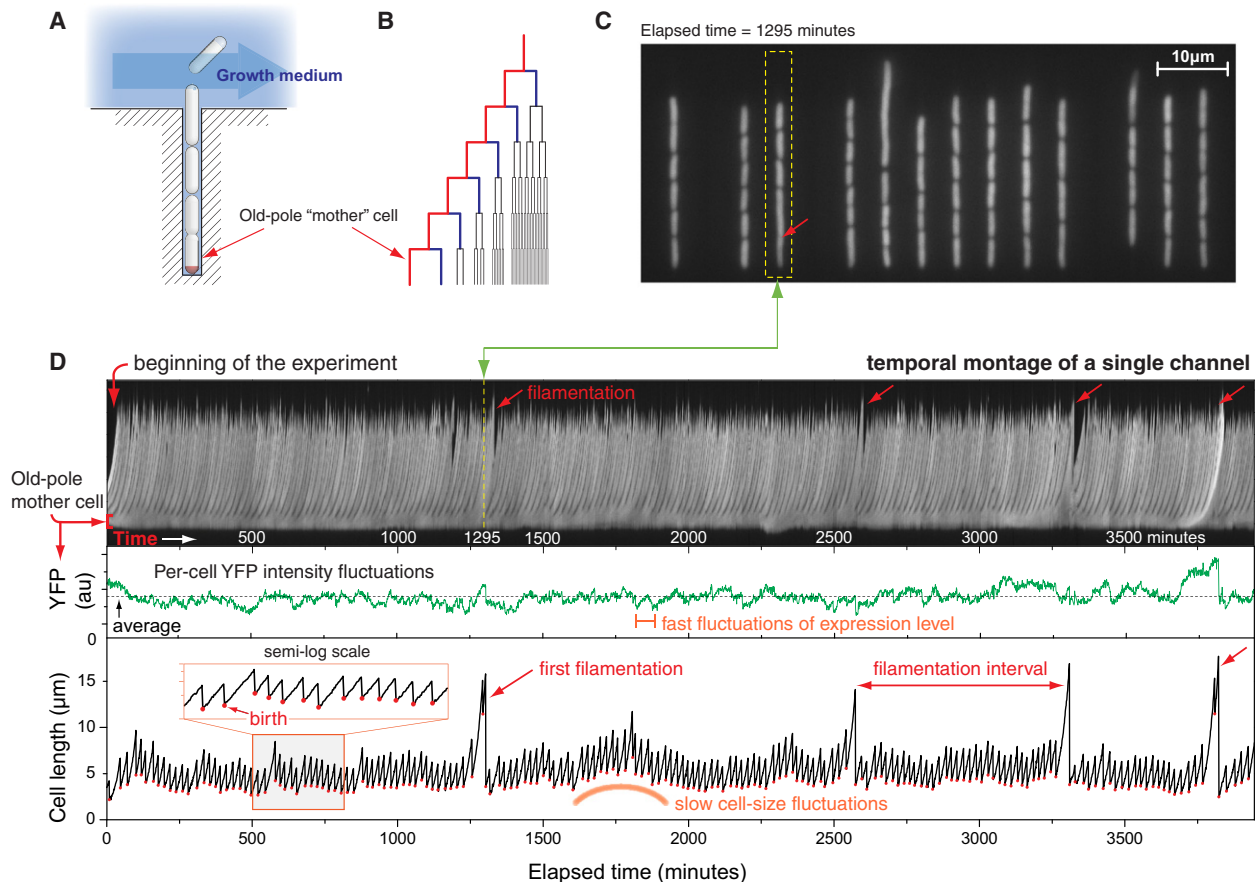 A
Growth medium
Old-pole “mother” cell
B
C
Elapsed time = 1295 minutes
10µm
D
beginning of the experiment
temporal montage of a single channel
filamentation
Old-pole
mother cell
Time
500
1000
1295
1500
2000
2500
3000
3500 minutes
YFP
(au)
Per-cell YFP intensity fluctuations
average
fast fluctuations of expression level
0
semi-log scale
birth
first filamentation
filamentation interval
slow cell-size fluctuations
Cell length (µm)
15
10
5
0
0
500
1000
1500
2000
2500
3000
3500
Elapsed time (minutes)